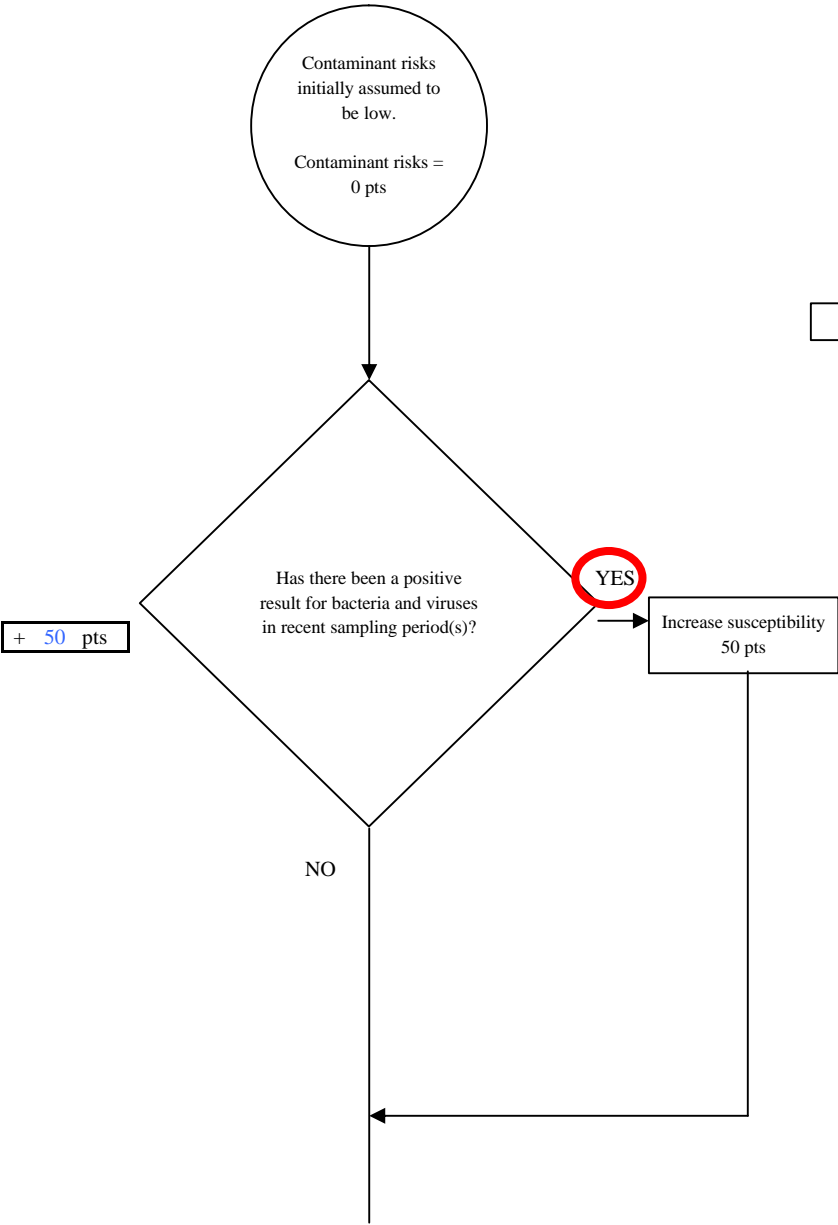 Contaminant risks
initially assumed to
be low.
Contaminant risks =
0 pts
Has there been a positive
result for bacteria and viruses
in recent sampling period(s)?
YES
+ 50 pts
Increase susceptibility
50 pts
NO